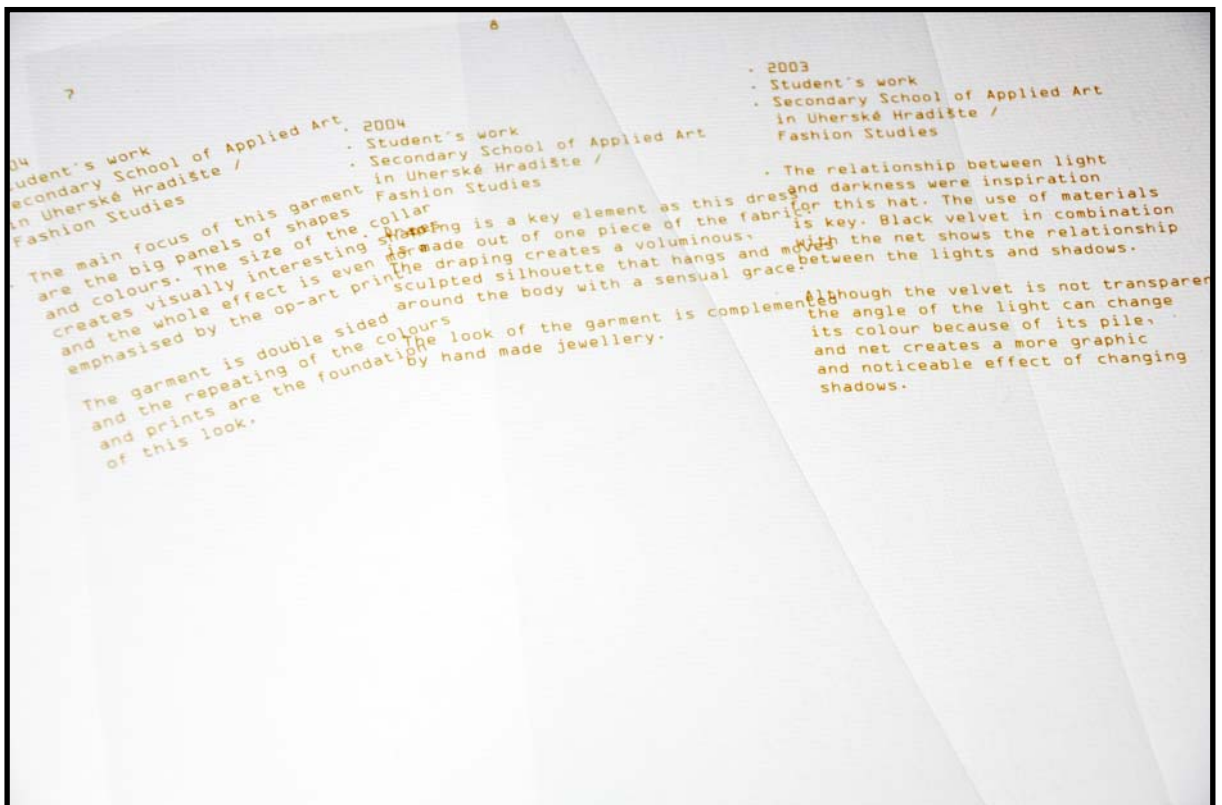 7
04
udent's work
econdary School of Applied Art
in Uherské Hradište /
Fashion Studies
The main focus of this garment
are the big panels of shapes
and colours. The size of the collar
creates visually interesting shapes
and the whole effect is even more
emphasised by the op-art print.
The garment is double sided
and the repeating of the colours
and prints are the foundation
of this look.
8
. 2004
. Student's work
. Secondary School of Applied Art
in Uherské Hradište /
Fashion Studies
. Draping is a key element as this dress
is made out of one piece of the fabric.
The draping creates a voluminous,
sculpted silhouette that hangs and moves
around the body with a sensual grace.
The look of the garment is complemented
by hand made jewellery.
. 2003
. Student's work
. Secondary School of Applied Art
in Uherské Hradište /
Fashion Studies
. The relationship between light
and darkness were inspiration
for this hat. The use of materials
is key. Black velvet in combination
with the net shows the relationship
between the lights and shadows.
Although the velvet is not transparen
the angle of the light can change
its colour because of its pile,
and net creates a more graphic
and noticeable effect of changing
shadows.